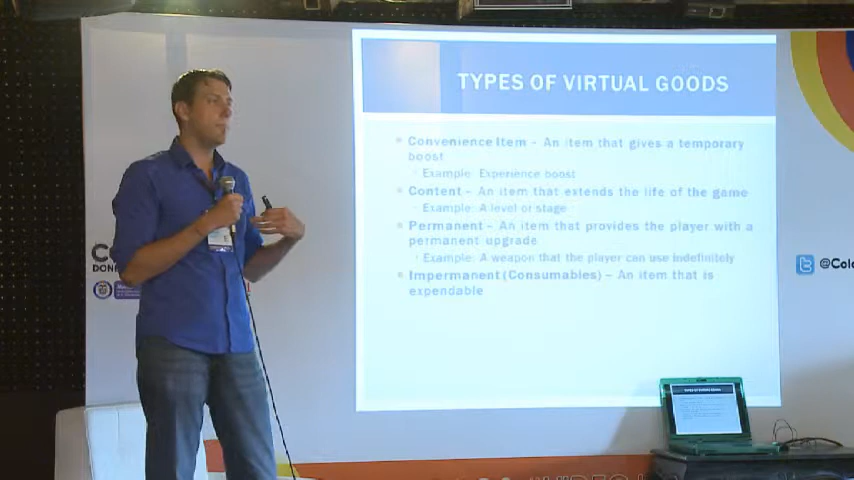 TYPES OF VIRTUAL GOODS
Convenience Item – An item that gives a temporary
boost
Example: Experience boost
Content – An item that extends the life of the game
Example: A level or stage
Permanent – An item that provides the player with a
permanent upgrade
Example: A weapon that the player can use indefinitely
Impermanent (Consumables) – An item that is
expendable
@Color